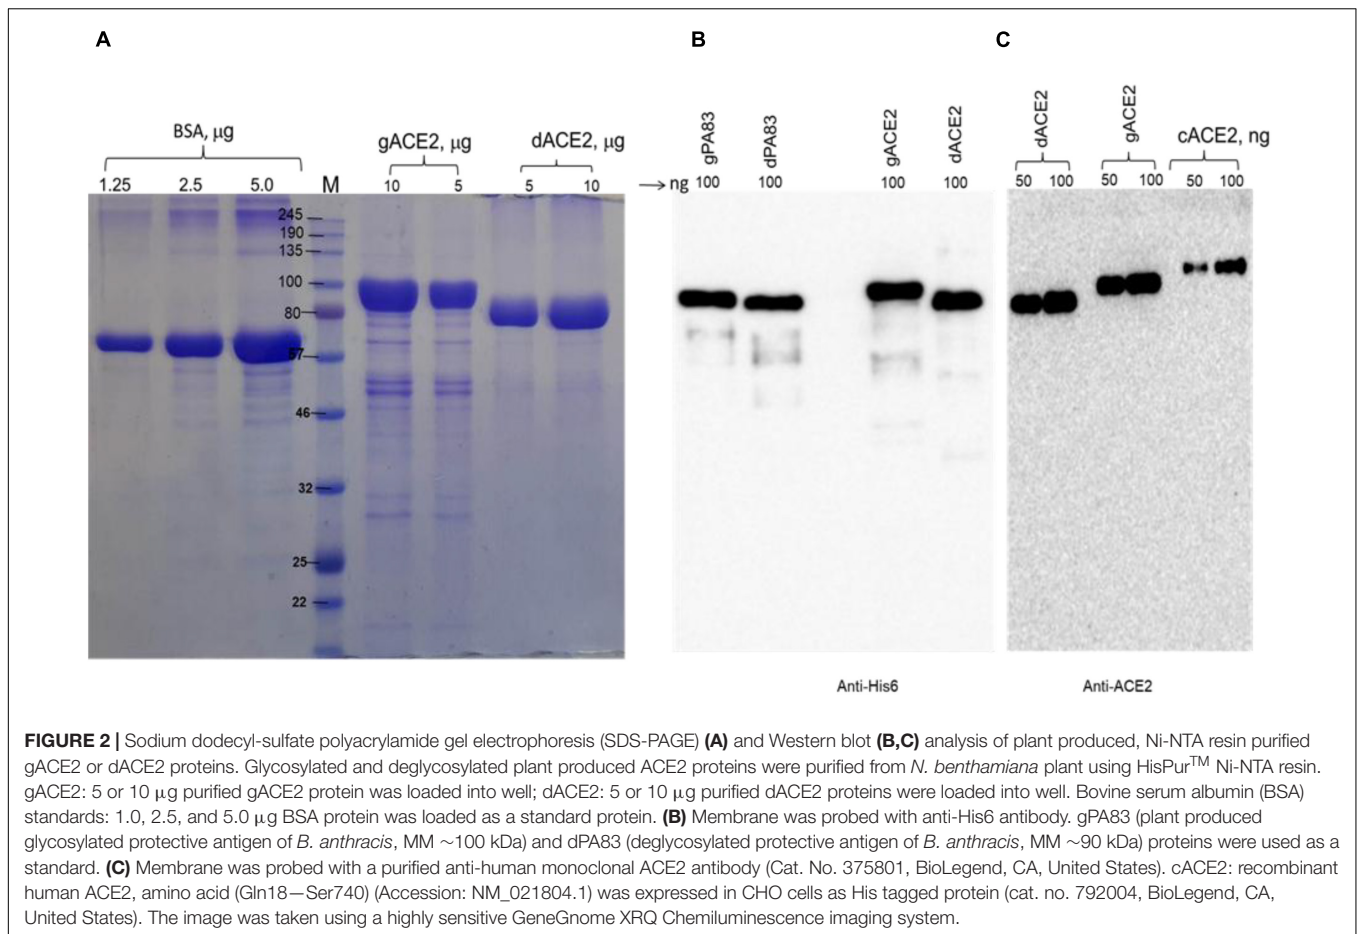 A
B
C
BSA, µg
gACE2, µg
dACE2, µg
1.25 2.5 5.0 M 10 5 5 10
245
190
135
100
80
57
46
32
25
22
gPA83
dPA83
gACE2
dACE2
→ ng 100 100 100 100
dACE2
gACE2
cACE2, ng
50 100 50 100 50 100
Anti-His6
Anti-ACE2
FIGURE 2 | Sodium dodecyl-sulfate polyacrylamide gel electrophoresis (SDS-PAGE) (A) and Western blot (B,C) analysis of plant produced, Ni-NTA resin purified
gACE2 or dACE2 proteins. Glycosylated and deglycosylated plant produced ACE2 proteins were purified from N. benthamiana plant using HisPur™ Ni-NTA resin.
gACE2: 5 or 10 µg purified gACE2 protein was loaded into well; dACE2: 5 or 10 µg purified dACE2 proteins were loaded into well. Bovine serum albumin (BSA)
standards: 1.0, 2.5, and 5.0 µg BSA protein was loaded as a standard protein. (B) Membrane was probed with anti-His6 antibody. gPA83 (plant produced
glycosylated protective antigen of B. anthracis, MM ∼100 kDa) and dPA83 (deglycosylated protective antigen of B. anthracis, MM ∼90 kDa) proteins were used as a
standard. (C) Membrane was probed with a purified anti-human monoclonal ACE2 antibody (Cat. No. 375801, BioLegend, CA, United States). cACE2: recombinant
human ACE2, amino acid (Gln18—Ser740) (Accession: NM_021804.1) was expressed in CHO cells as His tagged protein (cat. no. 792004, BioLegend, CA,
United States). The image was taken using a highly sensitive GeneGnome XRQ Chemiluminescence imaging system.